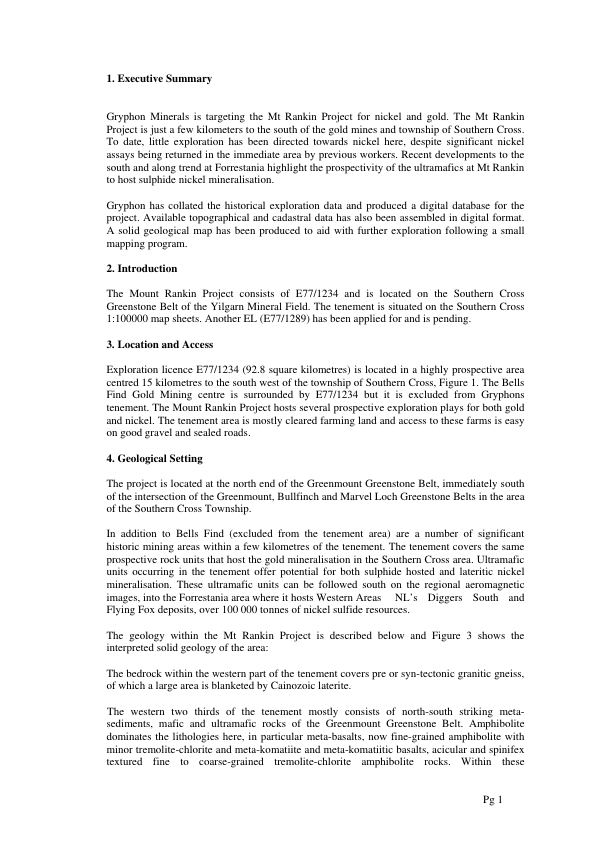 1. Executive Summary
Gryphon Minerals is targeting the Mt Rankin Project for nickel and gold. The Mt Rankin
Project is just a few kilometers to the south of the gold mines and township of Southern Cross.
To date, little exploration has been directed towards nickel here, despite significant nickel
assays being returned in the immediate area by previous workers. Recent developments to the
south and along trend at Forrestania highlight the prospectivity of the ultramafics at Mt Rankin
to host sulphide nickel mineralisation.
Gryphon has collated the historical exploration data and produced a digital database for the
project. Available topographical and cadastral data has also been assembled in digital format.
A solid geological map has been produced to aid with further exploration following a small
mapping program.
2. Introduction
The Mount Rankin Project consists of E77/1234 and is located on the Southern Cross
Greenstone Belt of the Yilgarn Mineral Field. The tenement is situated on the Southern Cross
1:100000 map sheets. Another EL (E77/1289) has been applied for and is pending.
3. Location and Access
Exploration licence E77/1234 (92.8 square kilometres) is located in a highly prospective area
centred 15 kilometres to the south west of the township of Southern Cross, Figure 1. The Bells
Find Gold Mining centre is surrounded by E77/1234 but it is excluded from Gryphons
tenement. The Mount Rankin Project hosts several prospective exploration plays for both gold
and nickel. The tenement area is mostly cleared farming land and access to these farms is easy
on good gravel and sealed roads.
4. Geological Setting
The project is located at the north end of the Greenmount Greenstone Belt, immediately south
of the intersection of the Greenmount, Bullfinch and Marvel Loch Greenstone Belts in the area
of the Southern Cross Township.
In addition to Bells Find (excluded from the tenement area) are a number of significant
historic mining areas within a few kilometres of the tenement. The tenement covers the same
prospective rock units that host the gold mineralisation in the Southern Cross area. Ultramafic
units occurring in the tenement offer potential for both sulphide hosted and lateritic nickel
mineralisation. These ultramafic units can be followed south on the regional aeromagnetic
images, into the Forrestania area where it hosts Western Areas NL's Diggers South and
Flying Fox deposits, over 100 000 tonnes of nickel sulfide resources.
The geology within the Mt Rankin Project is described below and Figure 3 shows the
interpreted solid geology of the area:
The bedrock within the western part of the tenement covers pre or syn-tectonic granitic gneiss,
of which a large area is blanketed by Cainozoic laterite.
The western two thirds of the tenement mostly consists of north-south striking meta-
sediments, mafic and ultramafic rocks of the Greenmount Greenstone Belt. Amphibolite
dominates the lithologies here, in particular meta-basalts, now fine-grained amphibolite with
minor tremolite-chlorite and meta-komatiite and meta-komatiitic basalts, acicular and spinifex
textured fine to coarse-grained tremolite-chlorite amphibolite rocks. Within these
Pg 1